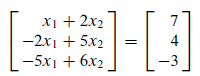 x₁ + 2x₂ 7
−2x₁ + 5x₂ = 4
−5x₁ + 6x₂ −3